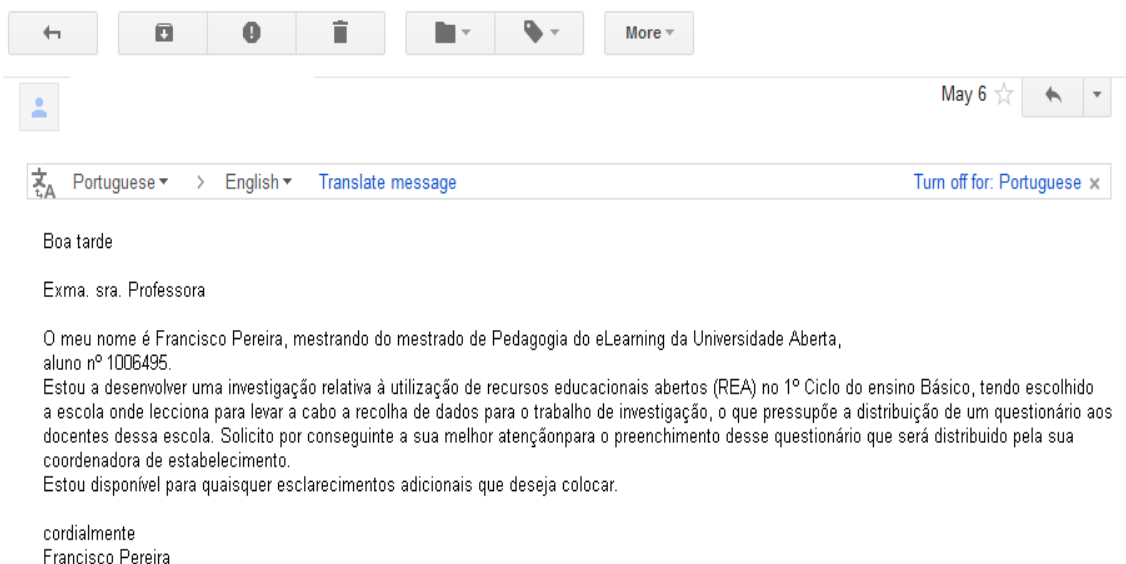 More
May 6
Portuguese > English Translate message Turn off for: Portuguese x
Boa tarde
Exma. sra. Professora
O meu nome é Francisco Pereira, mestrando do mestrado de Pedagogia do eLearning da Universidade Aberta,
aluno nº 1006495.
Estou a desenvolver uma investigação relativa à utilização de recursos educacionais abertos (REA) no 1º Ciclo do ensino Básico, tendo escolhido
a escola onde lecciona para levar a cabo a recolha de dados para o trabalho de investigação, o que pressupõe a distribuição de um questionário aos
docentes dessa escola. Solicito por conseguinte a sua melhor atençãonpara o preenchimento desse questionário que será distribuido pela sua
coordenadora de estabelecimento.
Estou disponível para quaisquer esclarecimentos adicionais que deseja colocar.
cordialmente
Francisco Pereira